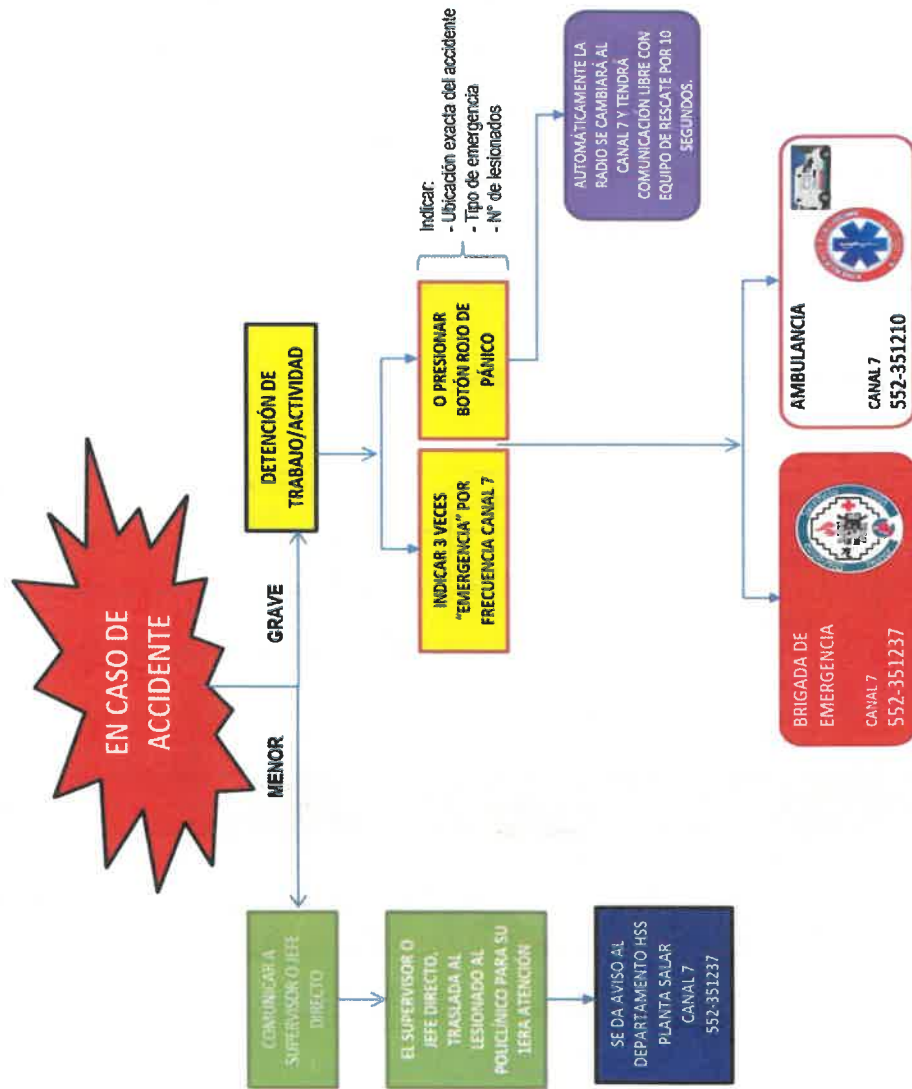 EN CASO DE
ACCIDENTE
MENOR
GRAVE
COMUNICAR A
SUPERVISOR O JEFE
DIRECTO
EL SUPERVISOR O
JEFE DIRECTO,
TRASLADA AL
LESIONADO AL
POLICLÍNICO PARA SU
1ERA ATENCIÓN
SE DA AVISO AL
DEPARTAMENTO HSS
PLANTA SALAR
CANAL 7
552-351237
DETENCIÓN DE
TRABAJO/ACTIVIDAD
INDICAR 3 VECES
"EMERGENCIA" POR
FRECUENCIA CANAL 7
O PRESIONAR
BOTÓN ROJO DE
PÁNICO
Indicar:
- Ubicación exacta del accidente
- Tipo de emergencia
- N° de lesionados
AUTOMÁTICAMENTE LA
RADIO SE CAMBIARÁ AL
CANAL 7 Y TENDRÁ
COMUNICACIÓN LIBRE CON
EQUIPO DE RESCATE POR 10
SEGUNDOS.
BRIGADA DE
EMERGENCIA
CANAL 7
552-351237
AMBULANCIA
CANAL 7
552-351210